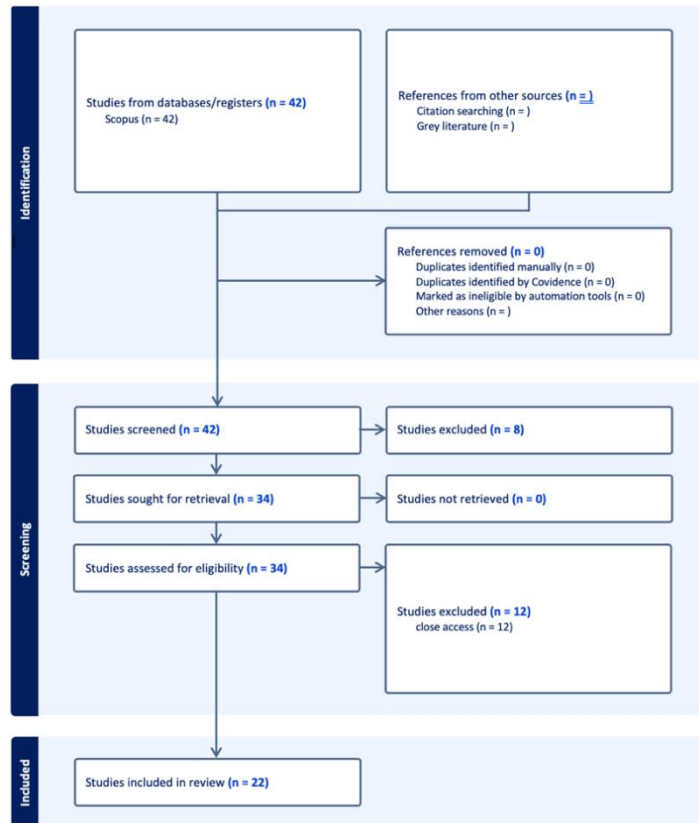 Identification
Studies from databases/registers (n = 42)
Scopus (n = 42)
References from other sources (n = )
Citation searching (n = )
Grey literature (n = )
References removed (n = 0)
Duplicates identified manually (n = 0)
Duplicates identified by Covidence (n = 0)
Marked as ineligible by automation tools (n = 0)
Other reasons (n = )
Screening
Studies screened (n = 42)
Studies excluded (n = 8)
Studies sought for retrieval (n = 34)
Studies not retrieved (n = 0)
Studies assessed for eligibility (n = 34)
Studies excluded (n = 12)
close access (n = 12)
Included
Studies included in review (n = 22)